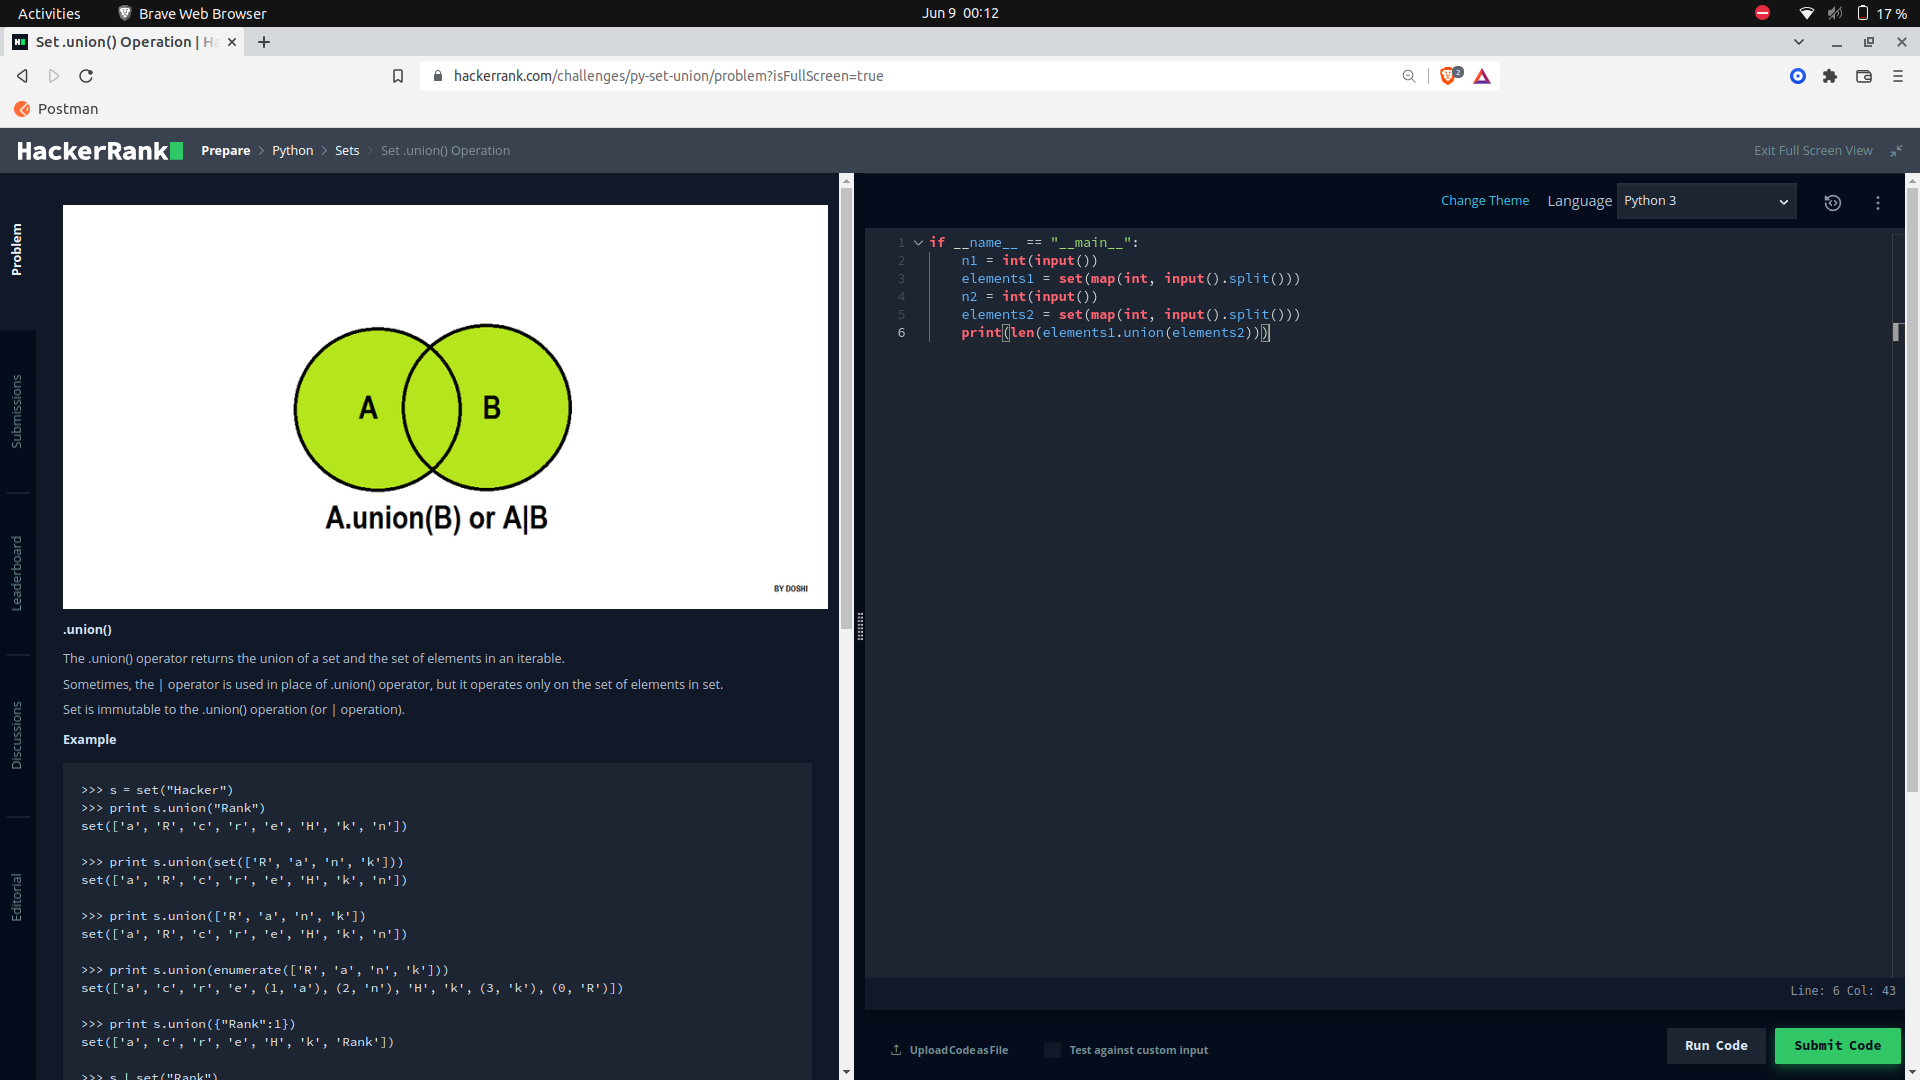 Activities Brave Web Browser Jun 9 00:12 17 %
Set .union() Operation | Ha
hackerrank.com/challenges/py-set-union/problem?isFullScreen=true 2
Postman
HackerRank Prepare > Python > Sets > Set .union() Operation Exit Full Screen View
Problem
Submissions
Leaderboard
Discussions
Editorial
A B
A.union(B) or A|B
BY DOSHI
.union()
The .union() operator returns the union of a set and the set of elements in an iterable.
Sometimes, the | operator is used in place of .union() operator, but it operates only on the set of elements in set.
Set is immutable to the .union() operation (or | operation).
Example
>>> s = set("Hacker")
>>> print s.union("Rank")
set(['a', 'R', 'c', 'r', 'e', 'H', 'k', 'n'])
>>> print s.union(set(['R', 'a', 'n', 'k']))
set(['a', 'R', 'c', 'r', 'e', 'H', 'k', 'n'])
>>> print s.union(['R', 'a', 'n', 'k'])
set(['a', 'R', 'c', 'r', 'e', 'H', 'k', 'n'])
>>> print s.union(enumerate(['R', 'a', 'n', 'k']))
set(['a', 'c', 'r', 'e', (1, 'a'), (2, 'n'), 'H', 'k', (3, 'k'), (0, 'R')])
>>> print s.union({"Rank":1})
set(['a', 'c', 'r', 'e', 'H', 'k', 'Rank'])
>>> s | set("Rank")
Change Theme Language Python 3
1 if __name__ == "__main__":
2 n1 = int(input())
3 elements1 = set(map(int, input().split()))
4 n2 = int(input())
5 elements2 = set(map(int, input().split()))
6 print(len(elements1.union(elements2)))
Line: 6 Col: 43
Upload Code as File Test against custom input Run Code Submit Code